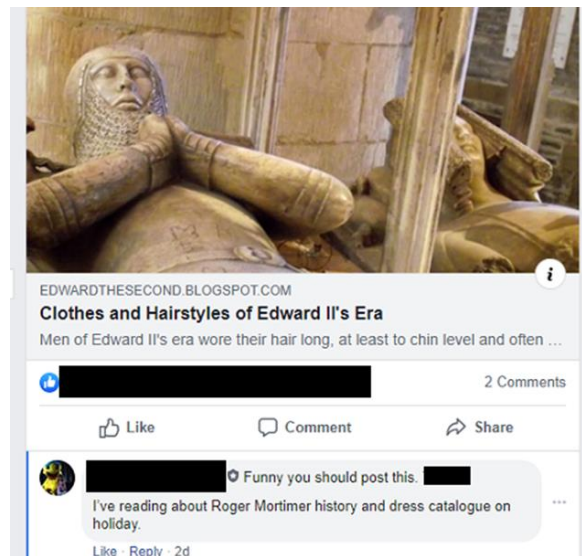 EDWARDTHESECOND.BLOGSPOT.COM
Clothes and Hairstyles of Edward II's Era
Men of Edward II's era wore their hair long, at least to chin level and often ...
2 Comments
Like Comment Share
Funny you should post this.
I've reading about Roger Mortimer history and dress catalogue on
holiday.
Like · Reply · 2d